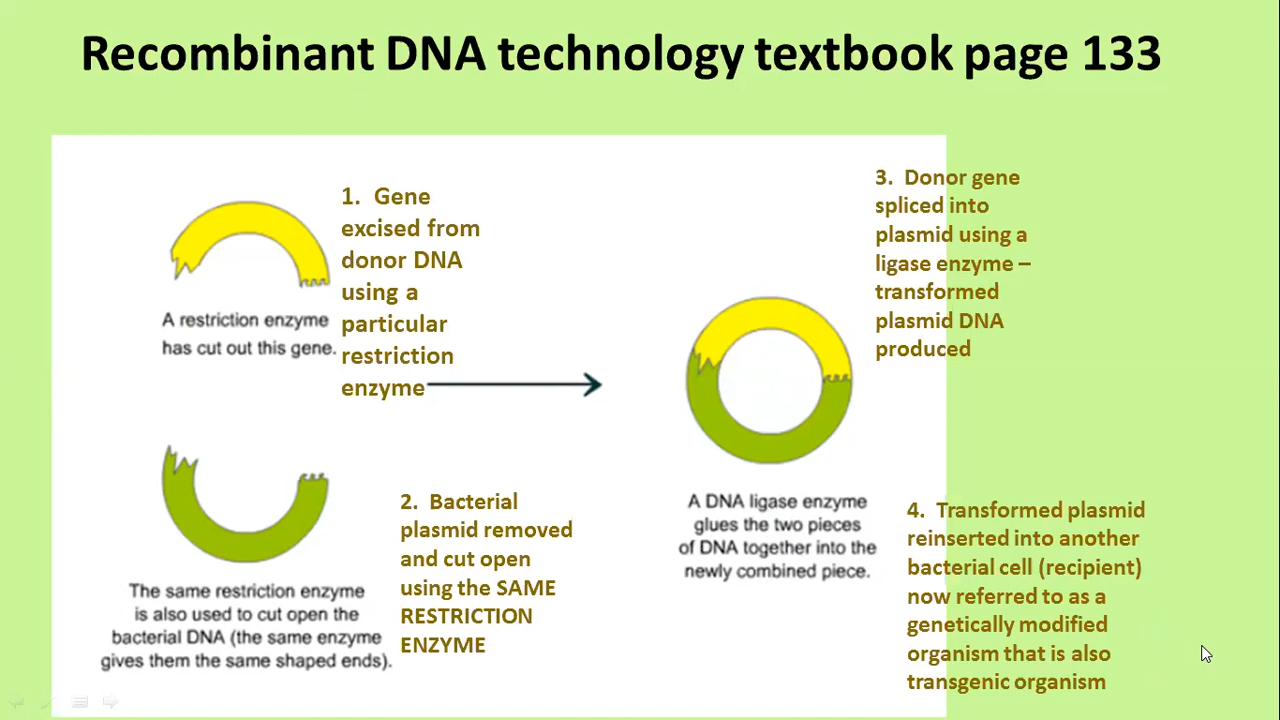 Recombinant DNA technology textbook page 133
1. Gene
excised from
donor DNA
using a
particular
restriction
enzyme
A restriction enzyme
has cut out this gene.
2. Bacterial
plasmid removed
and cut open
using the SAME
RESTRICTION
ENZYME
The same restriction enzyme
is also used to cut open the
bacterial DNA (the same enzyme
gives them the same shaped ends).
3. Donor gene
spliced into
plasmid using a
ligase enzyme –
transformed
plasmid DNA
produced
A DNA ligase enzyme
glues the two pieces
of DNA together into the
newly combined piece.
4. Transformed plasmid
reinserted into another
bacterial cell (recipient)
now referred to as a
genetically modified
organism that is also
transgenic organism